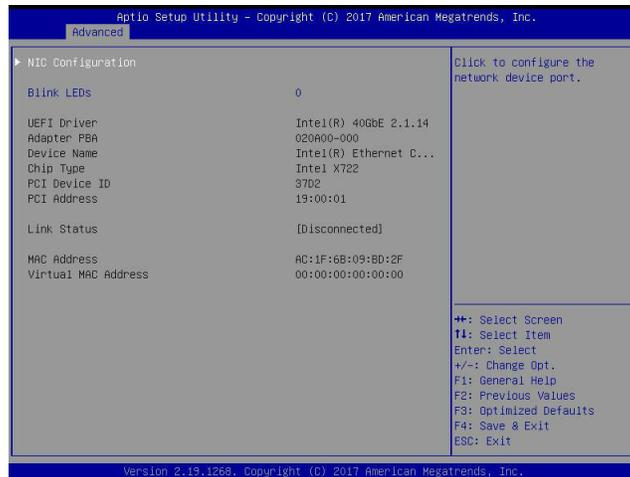 Aptio Setup Utility – Copyright (C) 2017 American Megatrends, Inc.
Advanced
NIC Configuration
Click to configure the
network device port.
Blink LEDs 0
UEFI Driver Intel(R) 40GbE 2.1.14
Adapter PBA 020A00-000
Device Name Intel(R) Ethernet C...
Chip Type Intel X722
PCI Device ID 37D2
PCI Address 19:00:01
Link Status [Disconnected]
MAC Address AC:1F:6B:09:BD:2F
Virtual MAC Address 00:00:00:00:00:00
→←: Select Screen
↑↓: Select Item
Enter: Select
+/-: Change Opt.
F1: General Help
F2: Previous Values
F3: Optimized Defaults
F4: Save & Exit
ESC: Exit
Version 2.19.1268. Copyright (C) 2017 American Megatrends, Inc.